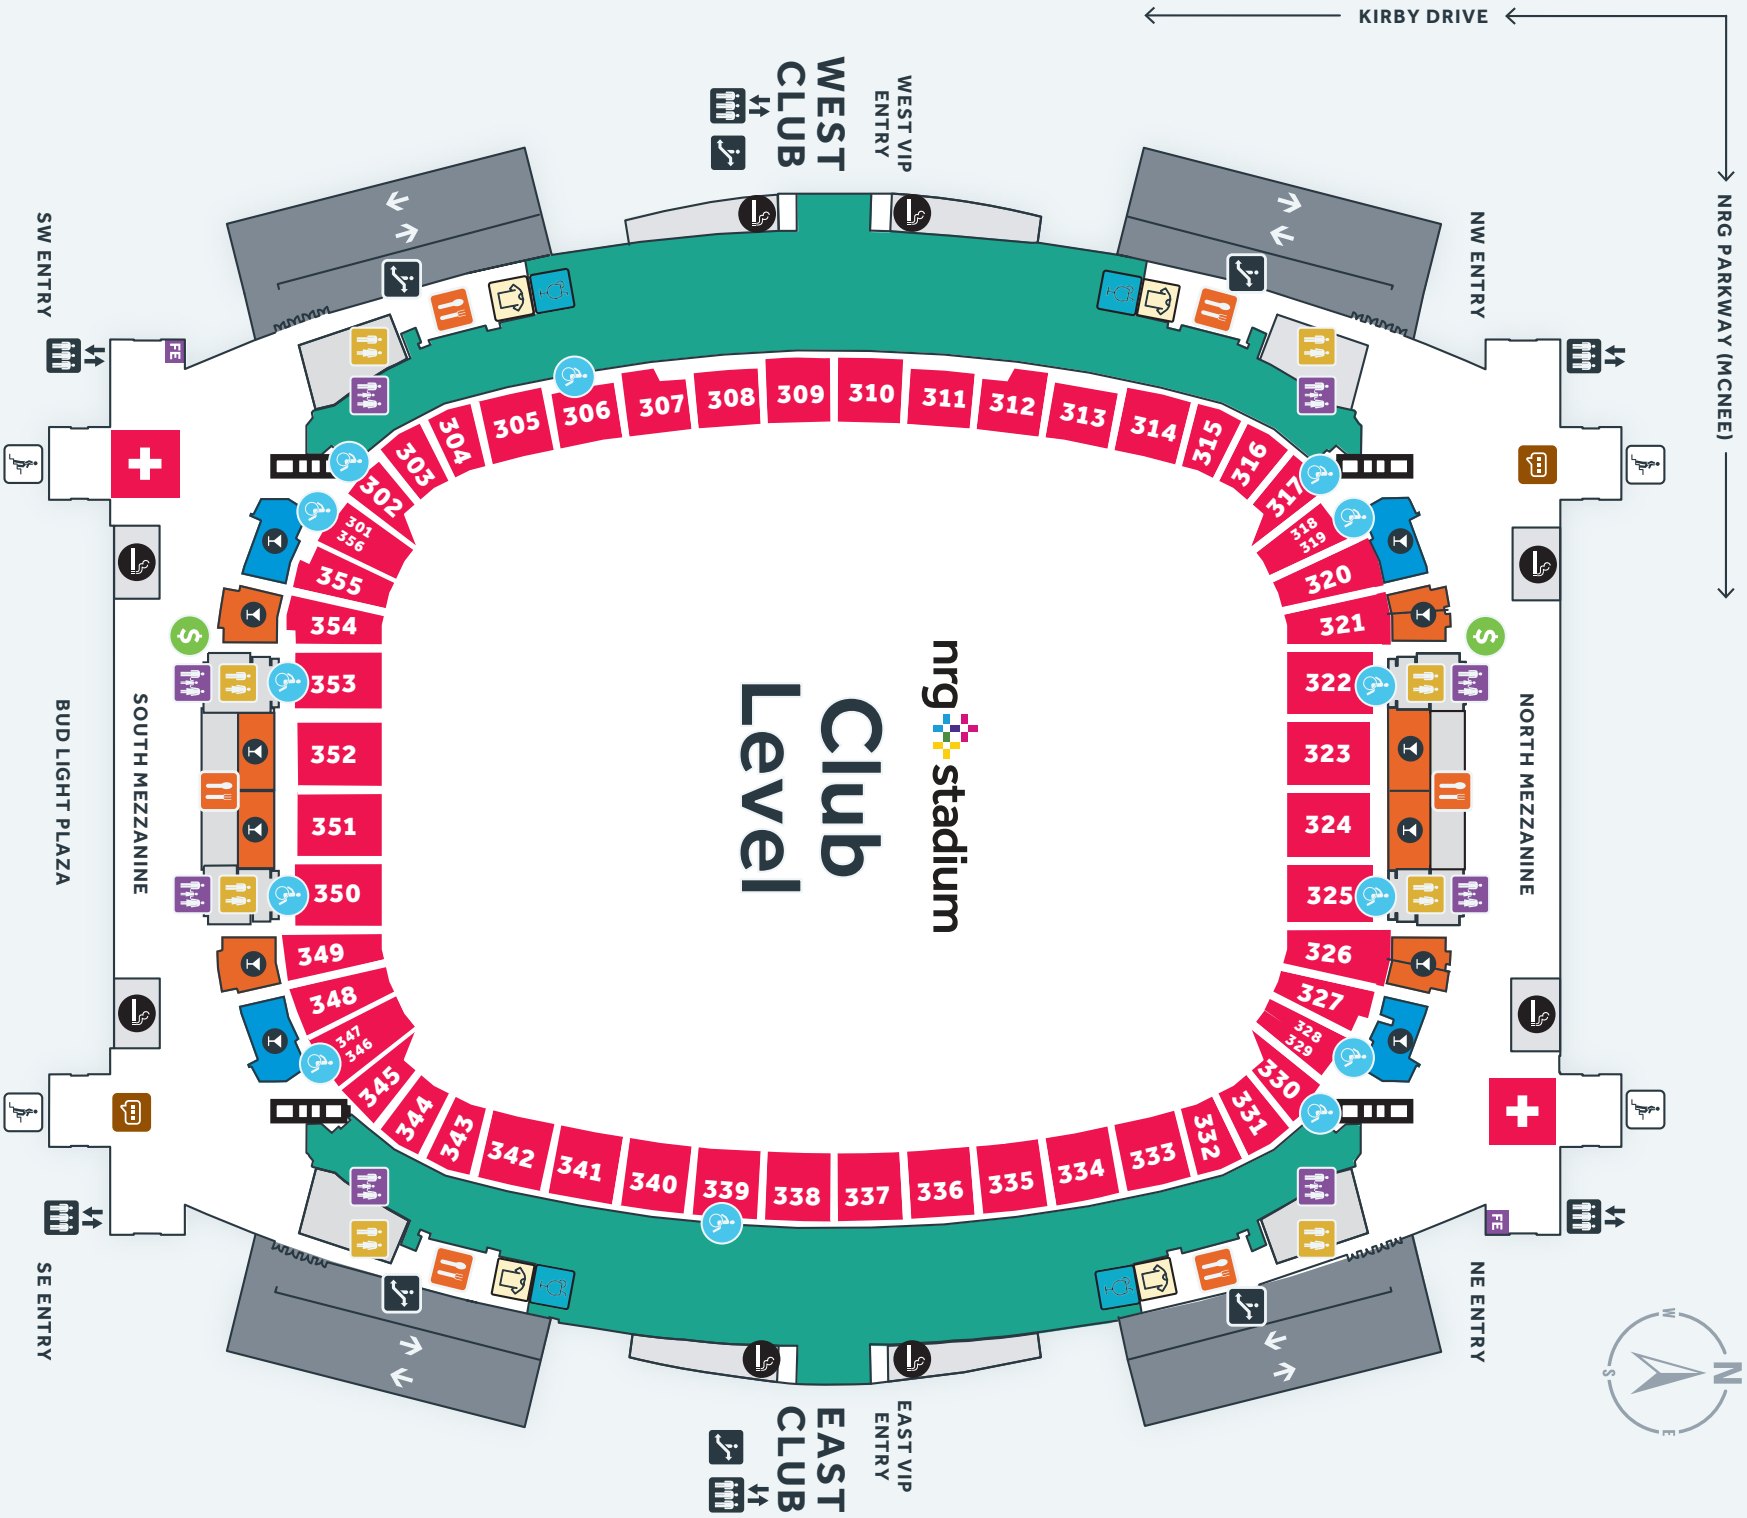 KIRBY DRIVE
NRG PARKWAY (MCNEE)
WEST
CLUB
WEST VIP
ENTRY
SW ENTRY
NW ENTRY
FE
309
310
308
311
307
312
306
313
305
314
304
315
303
316
302
317
301
356
318
319
355
320
354
321
353
322
352
323
351
324
350
325
349
326
348
327
347
346
328
329
345
330
344
331
343
332
342
333
341
334
340
335
339
336
338
337
$
$
nrg stadium
Club
Level
BUD LIGHT PLAZA
SOUTH MEZZANINE
NORTH MEZZANINE
FE
SE ENTRY
NE ENTRY
EAST
CLUB
EAST VIP
ENTRY
W
N
S
E